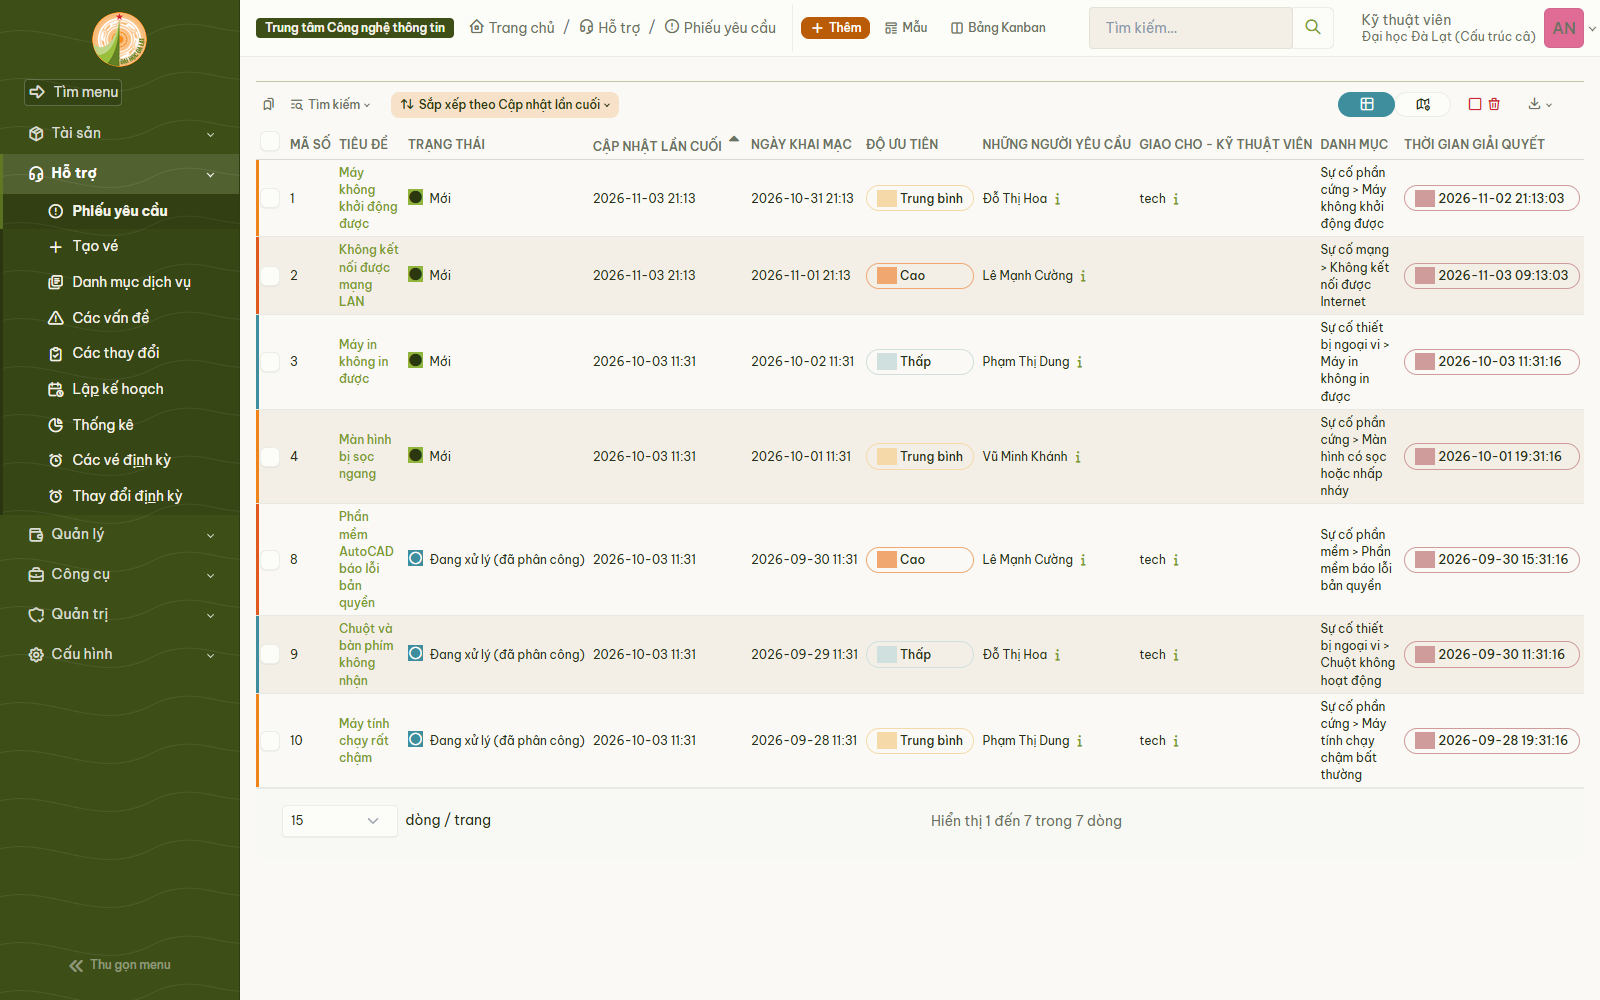 Trung tâm Công nghệ thông tin
Trang chủ / Hỗ trợ / Phiếu yêu cầu
Thêm
Mẫu
Bảng Kanban
Tìm kiếm...
Kỹ thuật viên
Đại học Đà Lạt (Cấu trúc câ)
AN
Tìm menu
Tài sản
Hỗ trợ
Phiếu yêu cầu
Tạo vé
Danh mục dịch vụ
Các vấn đề
Các thay đổi
Lập kế hoạch
Thống kê
Các vé định kỳ
Thay đổi định kỳ
Quản lý
Công cụ
Quản trị
Cấu hình
Thu gọn menu
Tìm kiếm
Sắp xếp theo Cập nhật lần cuối
MÃ SỐ TIÊU ĐỀ TRẠNG THÁI CẬP NHẬT LẦN CUỐI NGÀY KHAI MẠC ĐỘ ƯU TIÊN NHỮNG NGƯỜI YÊU CẦU GIAO CHO - KỸ THUẬT VIÊN DANH MỤC THỜI GIAN GIẢI QUYẾT
1
Máy
không
khởi động
được
Mới
2026-11-03 21:13
2026-10-31 21:13
Trung bình
Đỗ Thị Hoa
tech
Sự cố phần
cứng > Máy
không khởi
động được
2026-11-02 21:13:03
2
Không kết
nối được
mạng
LAN
Mới
2026-11-03 21:13
2026-11-01 21:13
Cao
Lê Mạnh Cường
Sự cố mạng
> Không kết
nối được
Internet
2026-11-03 09:13:03
3
Máy in
không in
được
Mới
2026-10-03 11:31
2026-10-02 11:31
Thấp
Phạm Thị Dung
Sự cố thiết
bị ngoại vi >
Máy in
không in
được
2026-10-03 11:31:16
4
Màn hình
bị sọc
ngang
Mới
2026-10-03 11:31
2026-10-01 11:31
Trung bình
Vũ Minh Khánh
Sự cố phần
cứng > Màn
hình có sọc
hoặc nhấp
nháy
2026-10-01 19:31:16
8
Phần
mềm
AutoCAD
báo lỗi
bản
quyền
Đang xử lý (đã phân công)
2026-10-03 11:31
2026-09-30 11:31
Cao
Lê Mạnh Cường
tech
Sự cố phần
mềm > Phần
mềm báo lỗi
bản quyền
2026-09-30 15:31:16
9
Chuột và
bàn phím
không
nhận
Đang xử lý (đã phân công)
2026-10-03 11:31
2026-09-29 11:31
Thấp
Đỗ Thị Hoa
tech
Sự cố thiết
bị ngoại vi >
Chuột không
hoạt động
2026-09-30 11:31:16
10
Máy tính
chạy rất
chậm
Đang xử lý (đã phân công)
2026-10-03 11:31
2026-09-28 11:31
Trung bình
Phạm Thị Dung
tech
Sự cố phần
cứng > Máy
tính chạy
chậm bất
thường
2026-09-28 19:31:16
15
dòng / trang
Hiển thị 1 đến 7 trong 7 dòng